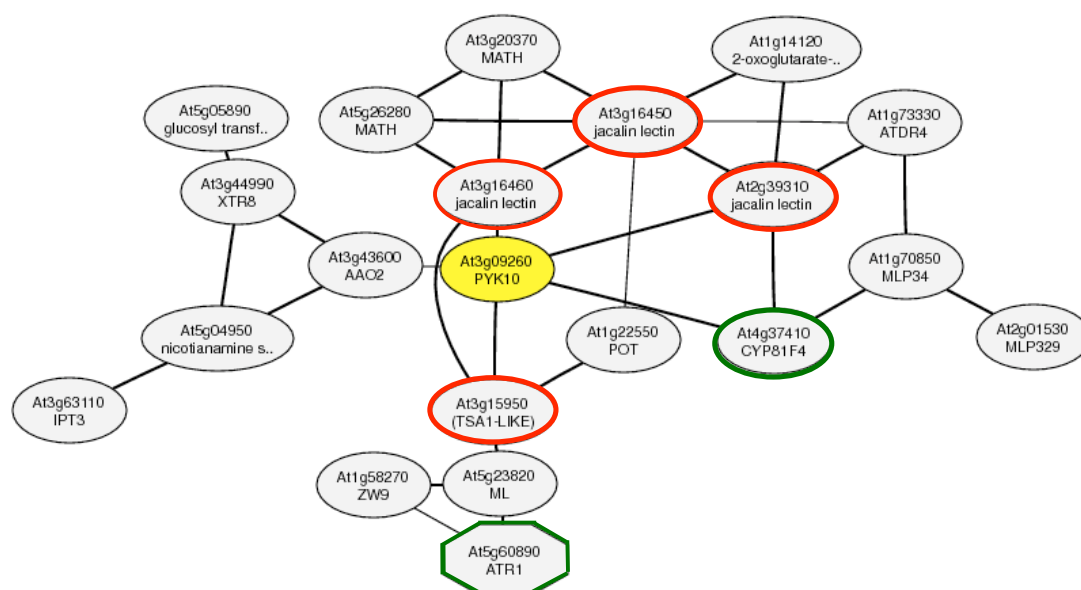 At3g20370
MATH
At1g14120
2-oxoglutarate-..
At5g05890
glucosyl transf..
At5g26280
MATH
At3g16450
jacalin lectin
At1g73330
ATDR4
At3g44990
XTR8
At3g16460
jacalin lectin
At2g39310
jacalin lectin
At3g43600
AAO2
At3g09260
PYK10
At1g70850
MLP34
At5g04950
nicotianamine s..
At1g22550
POT
At4g37410
CYP81F4
At2g01530
MLP329
At3g63110
IPT3
At3g15950
(TSA1-LIKE)
At1g58270
ZW9
At5g23820
ML
At5g60890
ATR1